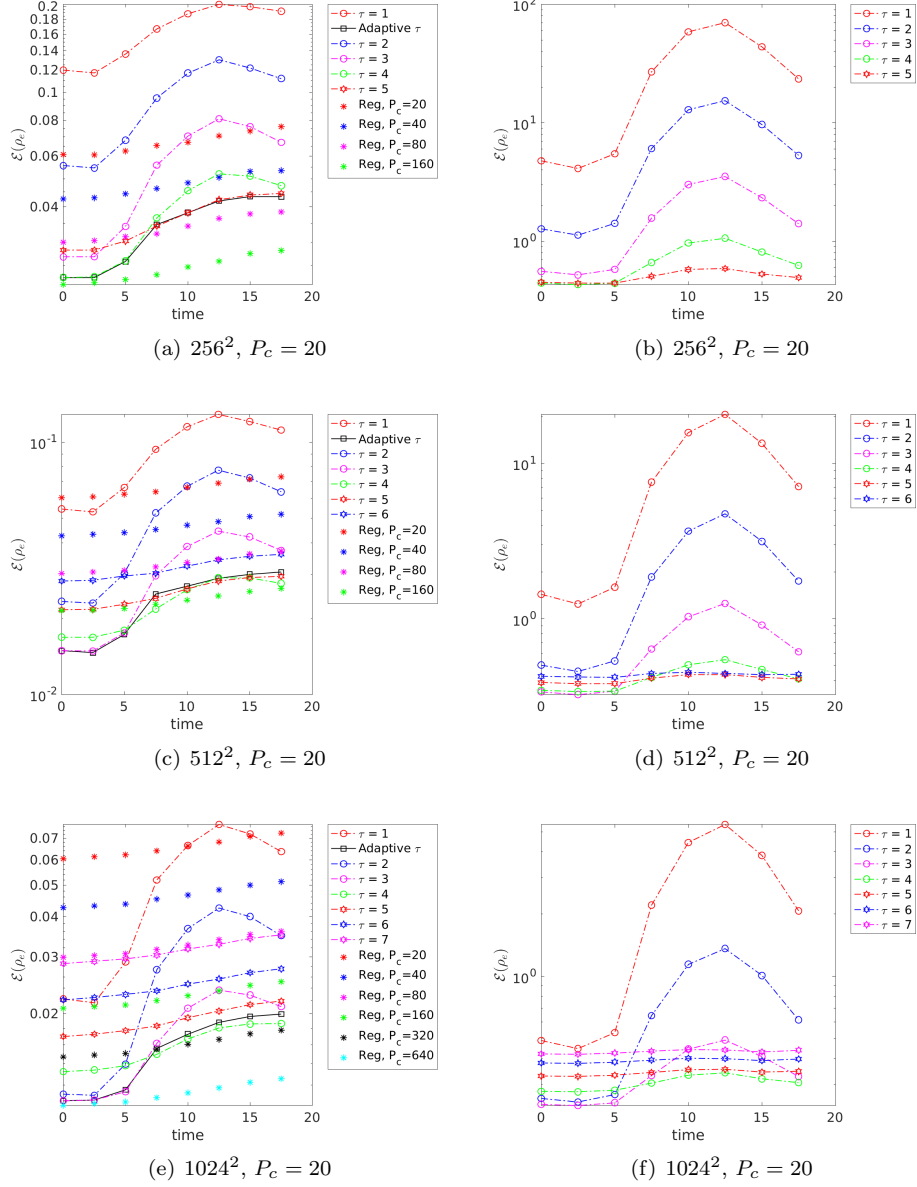 0.2
0.18
0.16
0.14
0.12
0.1
0.08
0.06
0.04
ℰ(ρe)
0 5 10 15 20
time
τ = 1
Adaptive τ
τ = 2
τ = 3
τ = 4
τ = 5
Reg, Pc=20
Reg, Pc=40
Reg, Pc=80
Reg, Pc=160
(a) 256², Pc = 20
10²
10¹
10⁰
ℰ(ρe)
0 5 10 15 20
time
τ = 1
τ = 2
τ = 3
τ = 4
τ = 5
(b) 256², Pc = 20
10⁻¹
10⁻²
ℰ(ρe)
0 5 10 15 20
time
τ = 1
Adaptive τ
τ = 2
τ = 3
τ = 4
τ = 5
τ = 6
Reg, Pc=20
Reg, Pc=40
Reg, Pc=80
Reg, Pc=160
(c) 512², Pc = 20
10¹
10⁰
ℰ(ρe)
0 5 10 15 20
time
τ = 1
τ = 2
τ = 3
τ = 4
τ = 5
τ = 6
(d) 512², Pc = 20
0.07
0.06
0.05
0.04
0.03
0.02
ℰ(ρe)
0 5 10 15 20
time
τ = 1
Adaptive τ
τ = 2
τ = 3
τ = 4
τ = 5
τ = 6
τ = 7
Reg, Pc=20
Reg, Pc=40
Reg, Pc=80
Reg, Pc=160
Reg, Pc=320
Reg, Pc=640
(e) 1024², Pc = 20
10⁰
ℰ(ρe)
0 5 10 15 20
time
τ = 1
τ = 2
τ = 3
τ = 4
τ = 5
τ = 6
τ = 7
(f) 1024², Pc = 20